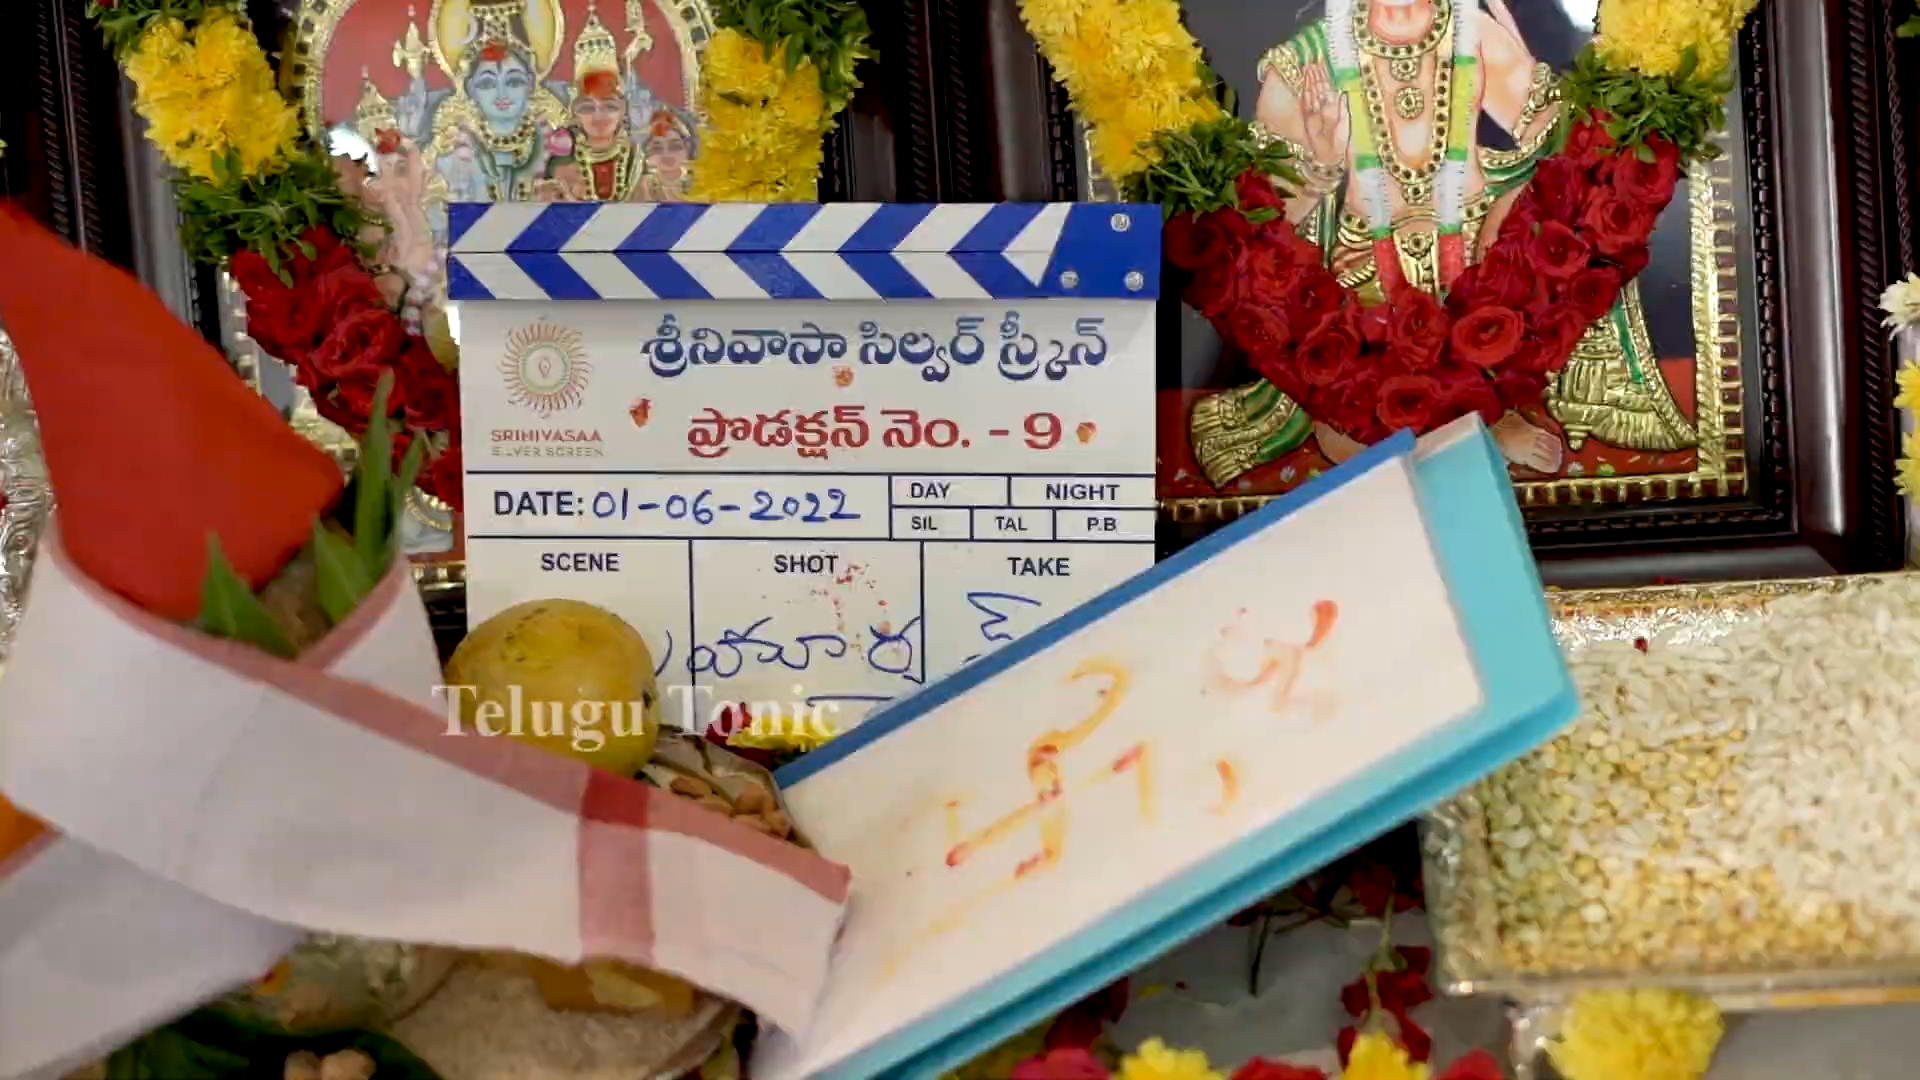 శ్రీనివాసా సిల్వర్ స్క్రీన్
ప్రొడక్షన్ నెం. - 9
SRINIVASAA
SILVER SCREEN
DATE: 01-06-2022
DAY NIGHT
SIL TAL P.B
SCENE SHOT TAKE
Telugu Tonic
శ్రీ